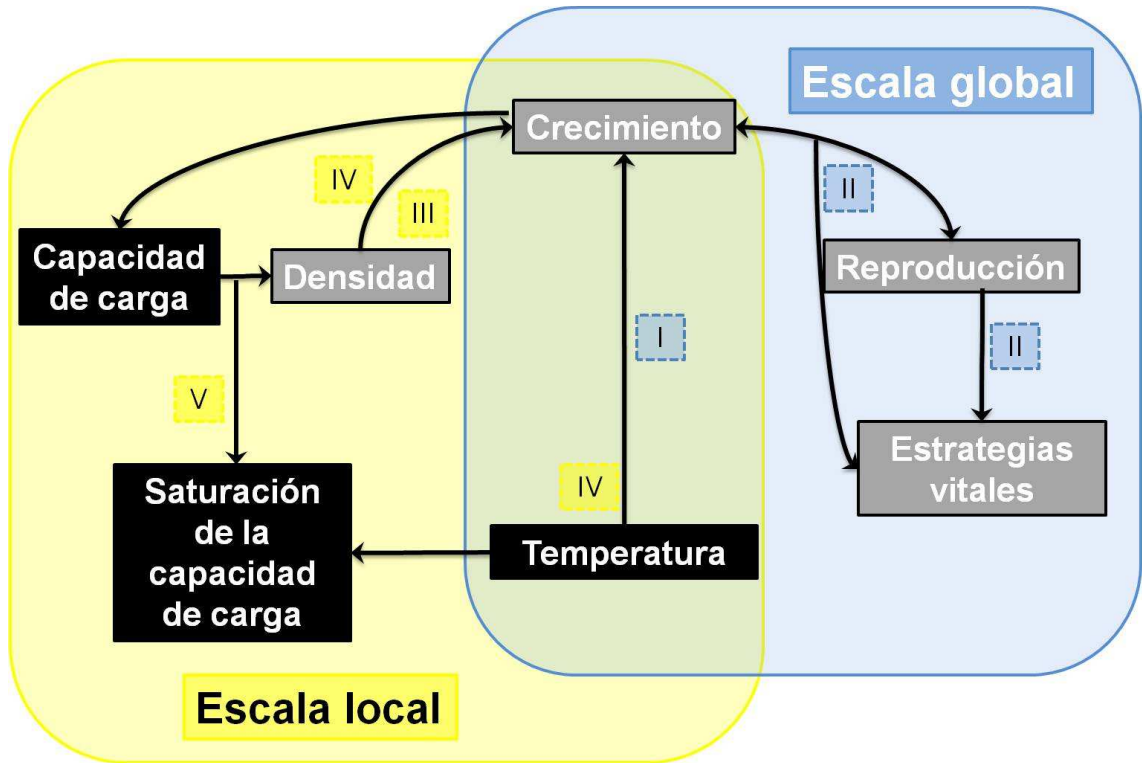 Escala global
Crecimiento
IV
III
II
Capacidad
de carga
Densidad
Reproducción
I
II
V
Estrategias
vitales
Saturación
de la
capacidad
de carga
IV
Temperatura
Escala local